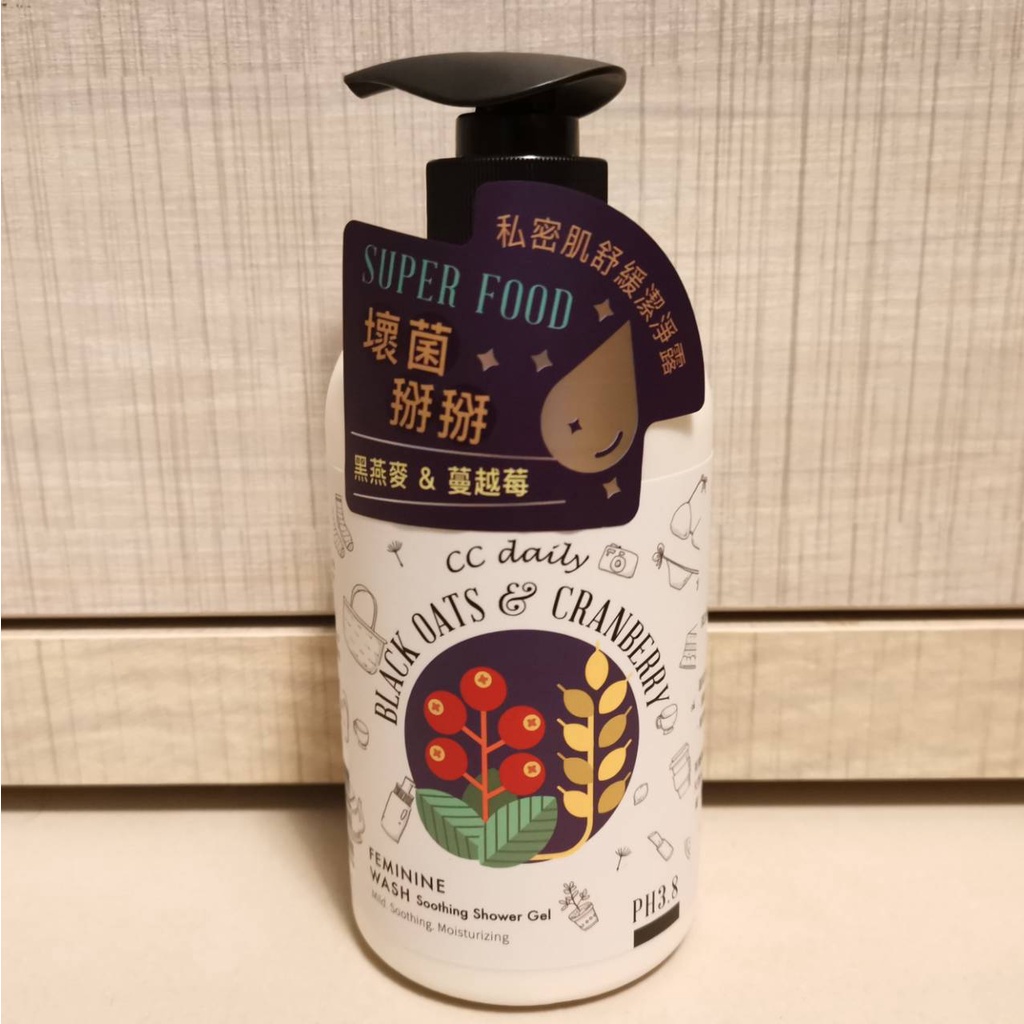 私密肌舒緩潔淨露
SUPER FOOD
壞菌
掰掰
黑燕麥 & 蔓越莓
CC daily
BLACK OATS & CRANBERRY
FEMININE
WASH Soothing Shower Gel
Mild. Soothing. Moisturizing
PH3.8